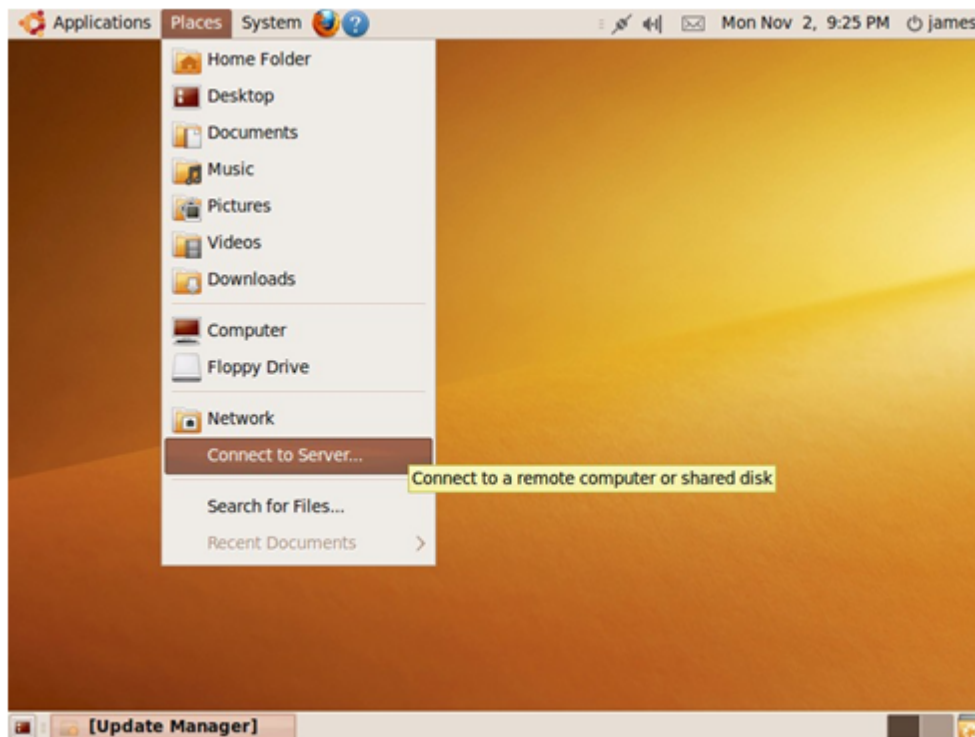 Applications Places System Mon Nov 2, 9:25 PM james
Home Folder
Desktop
Documents
Music
Pictures
Videos
Downloads
Computer
Floppy Drive
Network
Connect to Server...
Connect to a remote computer or shared disk
Search for Files...
Recent Documents
[Update Manager]